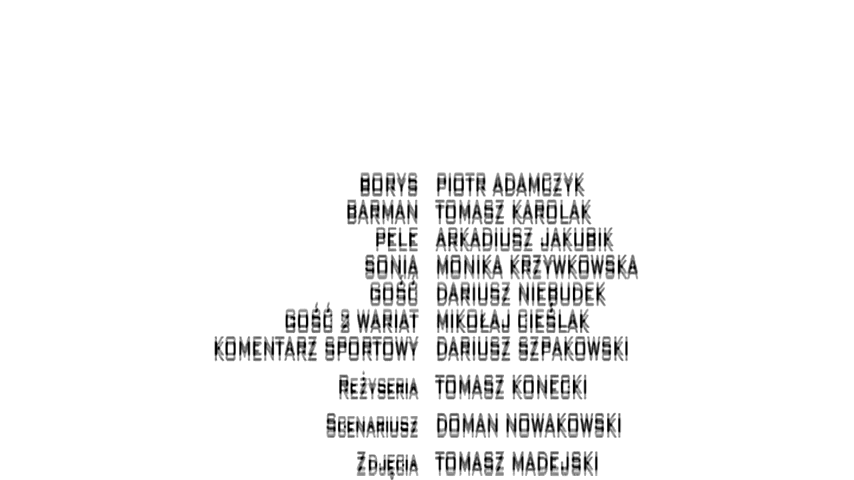 BORYS PIOTR ADAMCZYK
BARMAN TOMASZ KAROLAK
PELE ARKADIUSZ JAKUBIK
SONIA MONIKA KRZYWKOWSKA
GOŚĆ DARIUSZ NIEBUDEK
GOŚĆ 2 WARIAT MIKOŁAJ CIEŚLAK
KOMENTARZ SPORTOWY DARIUSZ SZPAKOWSKI
REŻYSERIA TOMASZ KONECKI
SCENARIUSZ DOMAN NOWAKOWSKI
ZDJĘCIA TOMASZ MADEJSKI